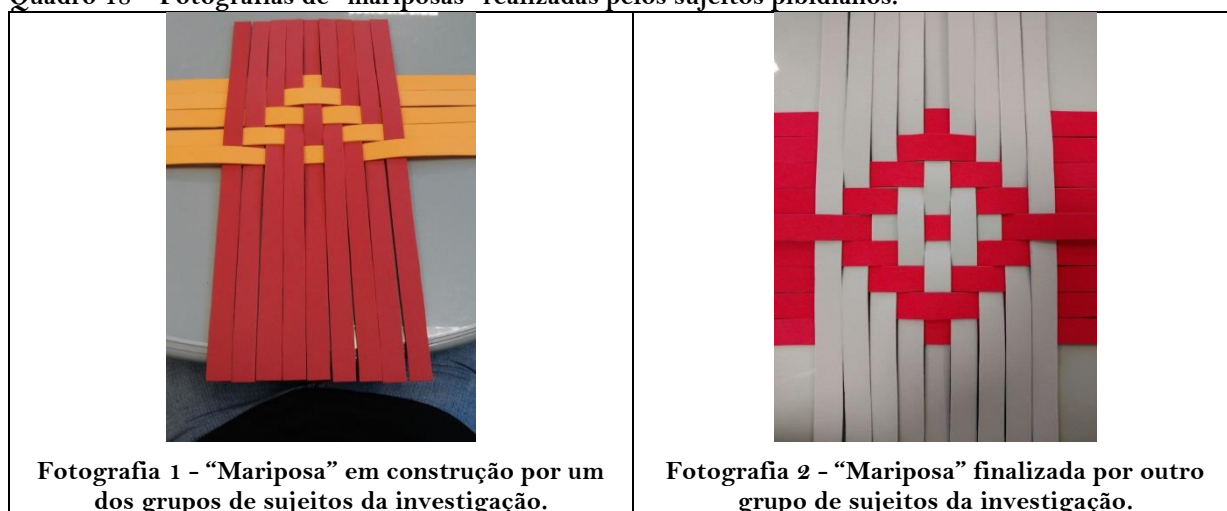 Quadro 18 – Fotografias de “mariposas” realizadas pelos sujeitos pibidianos.
Fotografia 1 - “Mariposa” em construção por um
dos grupos de sujeitos da investigação.
Fotografia 2 - “Mariposa” finalizada por outro
grupo de sujeitos da investigação.